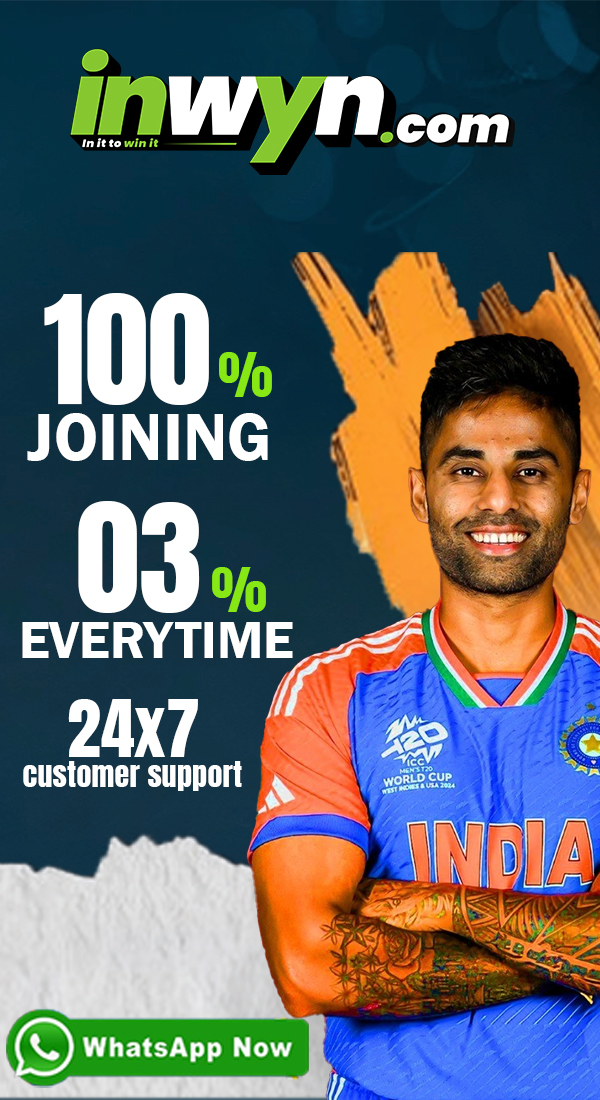 inwyn.com
In it to win it
100%
JOINING
03%
EVERYTIME
24x7
customer support
T20
ICC
MEN'S T20
WORLD CUP
WEST INDIES & USA 2024
INDIA
WhatsApp Now